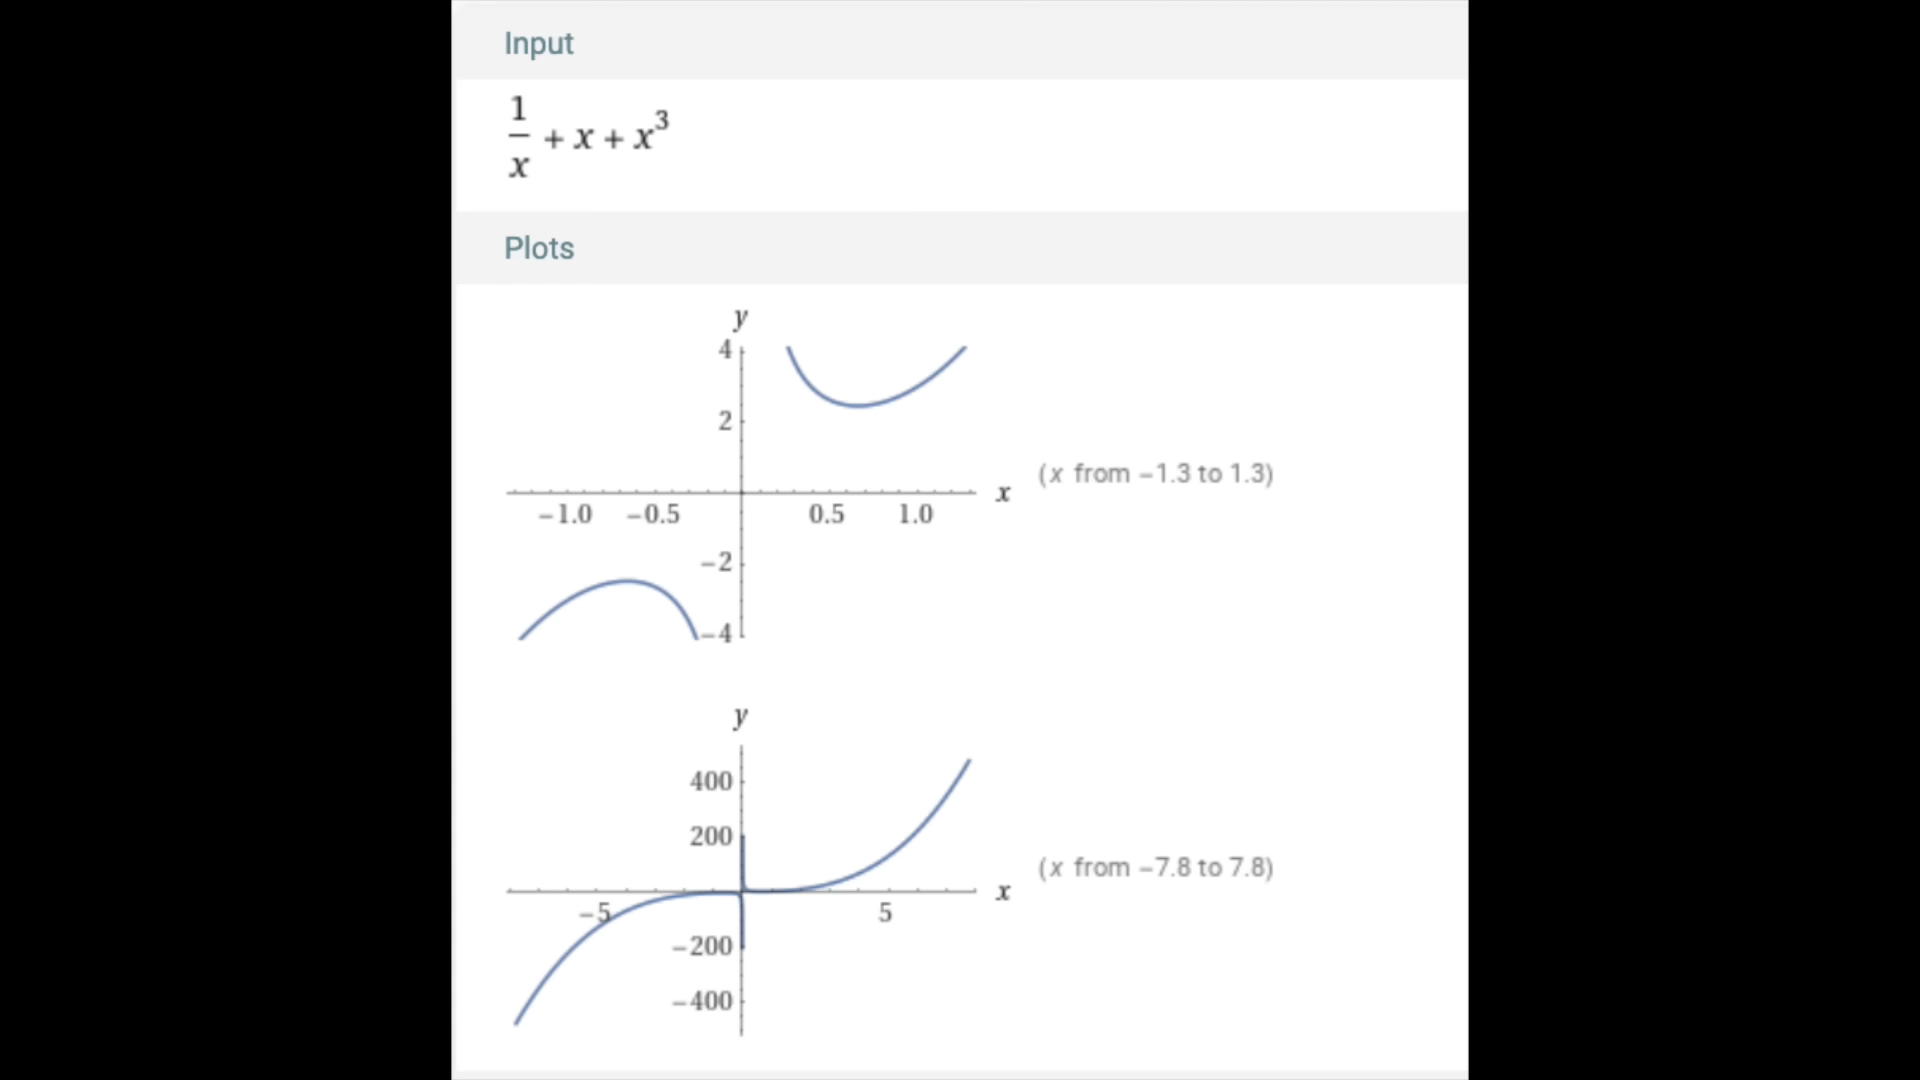 Input
1/x + x + x³
Plots
y
4
2
x
(x from −1.3 to 1.3)
−1.0 −0.5 0.5 1.0
−2
−4
y
400
200
(x from −7.8 to 7.8)
x
−5 5
−200
−400